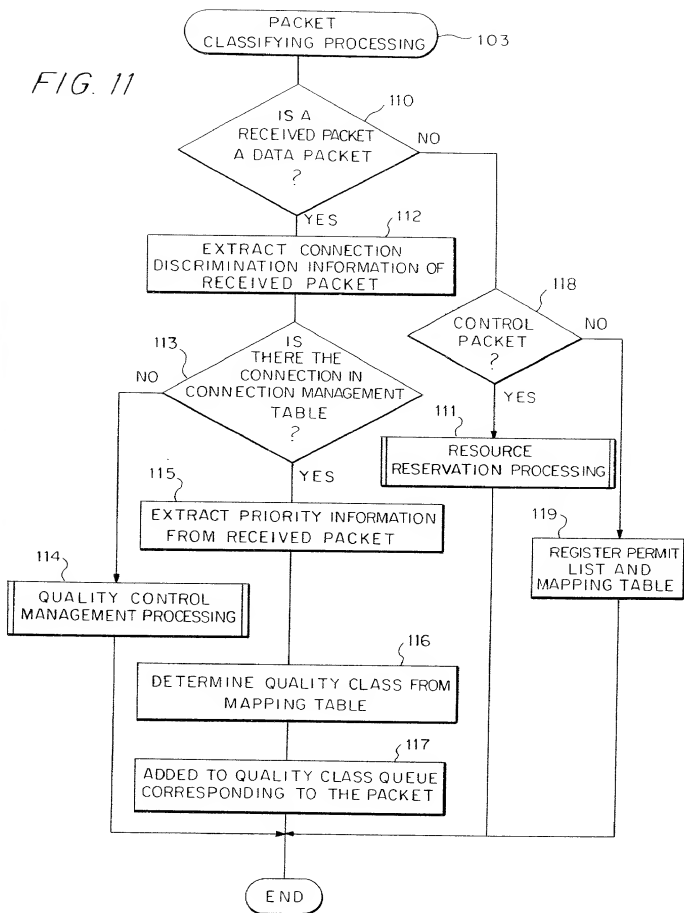 PACKET
CLASSIFYING PROCESSING
103
FIG. 11
110
IS A
RECEIVED PACKET
A DATA PACKET
?
NO
YES
112
EXTRACT CONNECTION
DISCRIMINATION INFORMATION OF
RECEIVED PACKET
118
CONTROL
PACKET
?
NO
YES
113
IS
THERE THE
CONNECTION IN
CONNECTION MANAGEMENT
TABLE
?
NO
YES
111
RESOURCE
RESERVATION PROCESSING
115
EXTRACT PRIORITY INFORMATION
FROM RECEIVED PACKET
119
REGISTER PERMIT
LIST AND
MAPPING TABLE
114
QUALITY CONTROL
MANAGEMENT PROCESSING
116
DETERMINE QUALITY CLASS FROM
MAPPING TABLE
117
ADDED TO QUALITY CLASS QUEUE
CORRESPONDING TO THE PACKET
END